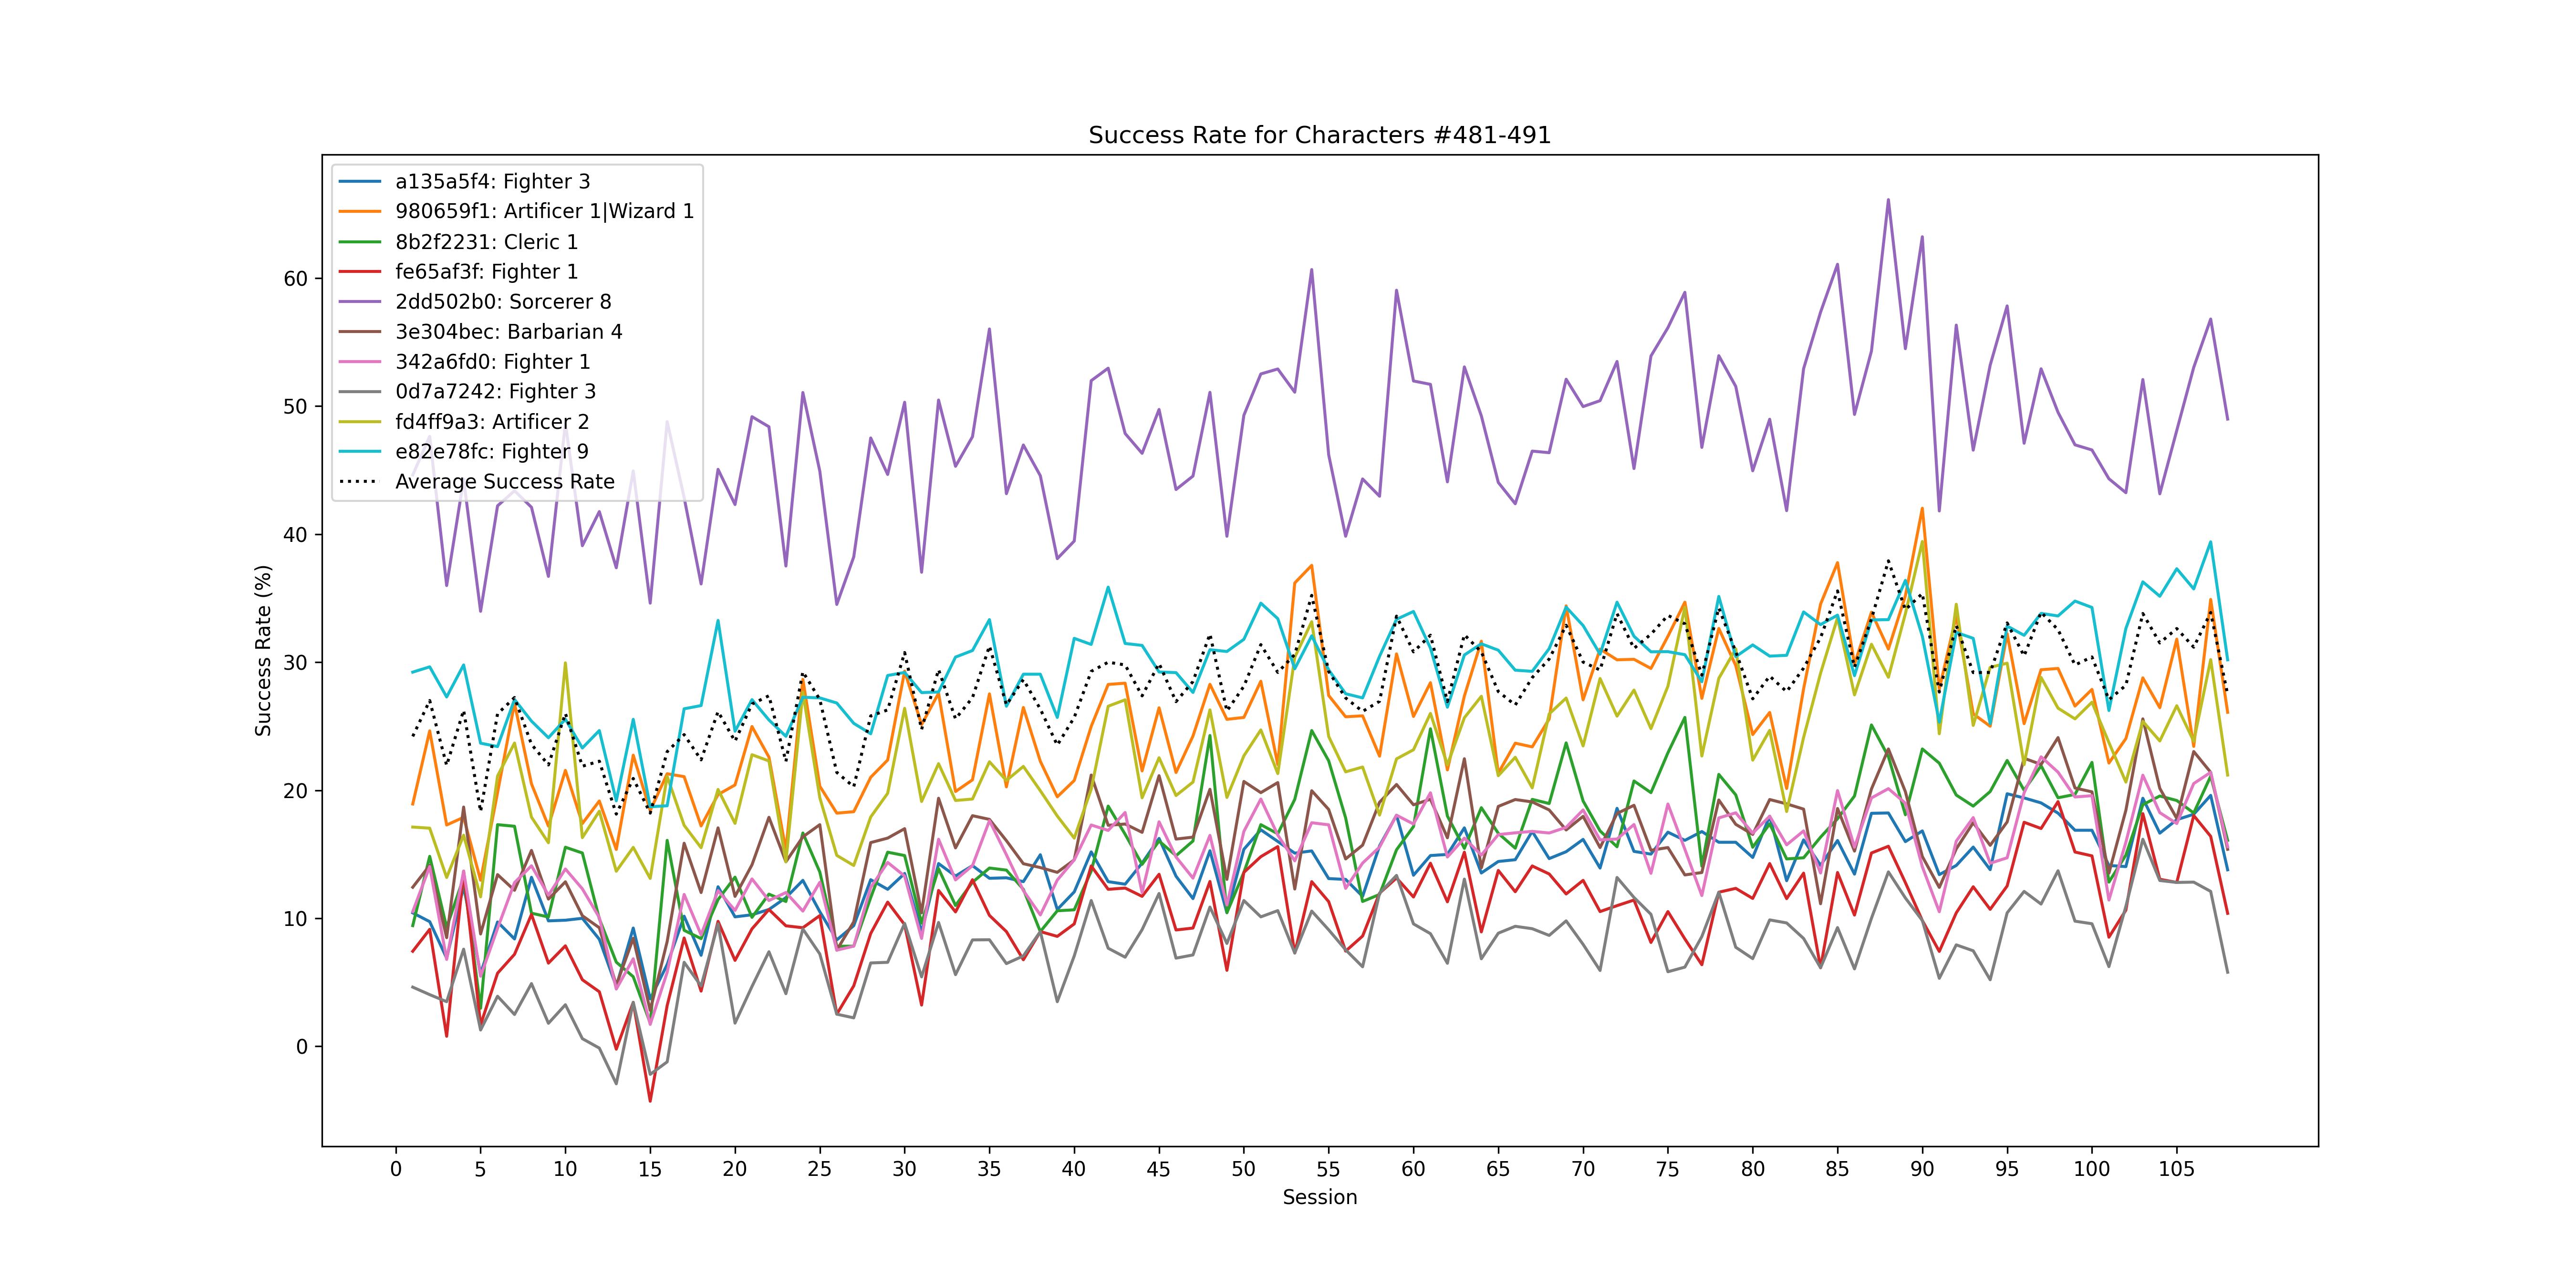 Success Rate for Characters #481-491
a135a5f4: Fighter 3
980659f1: Artificer 1|Wizard 1
8b2f2231: Cleric 1
fe65af3f: Fighter 1
2dd502b0: Sorcerer 8
3e304bec: Barbarian 4
342a6fd0: Fighter 1
0d7a7242: Fighter 3
fd4ff9a3: Artificer 2
e82e78fc: Fighter 9
Average Success Rate
60
50
40
30
20
10
0
Success Rate (%)
0 5 10 15 20 25 30 35 40 45 50 55 60 65 70 75 80 85 90 95 100 105
Session